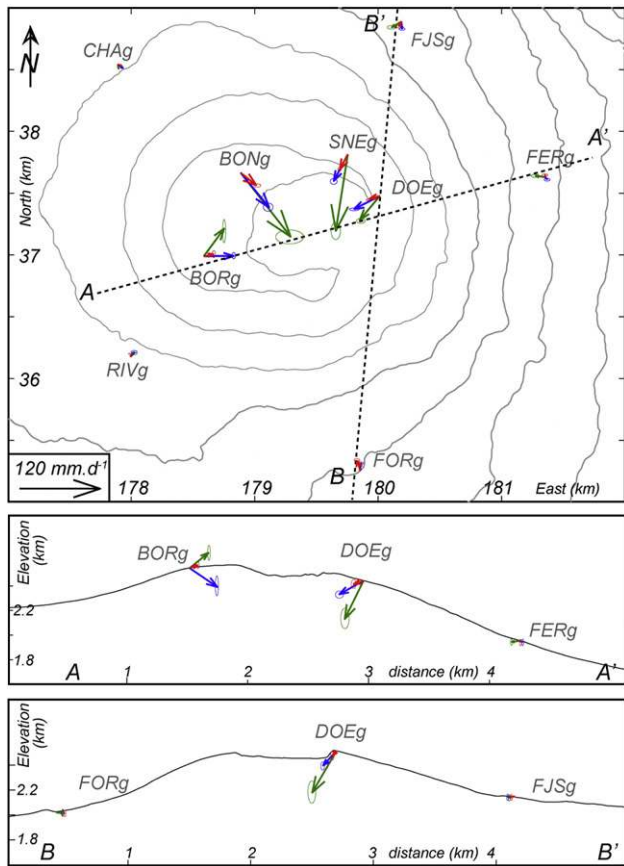 B'
FJSg
CHAg
N
38
BONg
SNEg
A'
FERg
DOEg
North (km)
37
A
BORg
36
RIVg
FORg
B
120 mm.d⁻¹
178 179 180 181 East (km)
Elevation (km)
BORg
DOEg
2.2
FERg
1.8
A 1 2 distance (km) 3 4 A'
Elevation (km)
DOEg
2.2
FORg
FJSg
1.8
B 1 2 distance (km) 3 4 B'